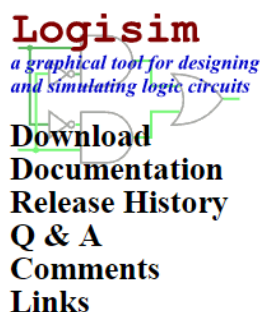 Logisim
a graphical tool for designing
and simulating logic circuits
Download
Documentation
Release History
Q & A
Comments
Links